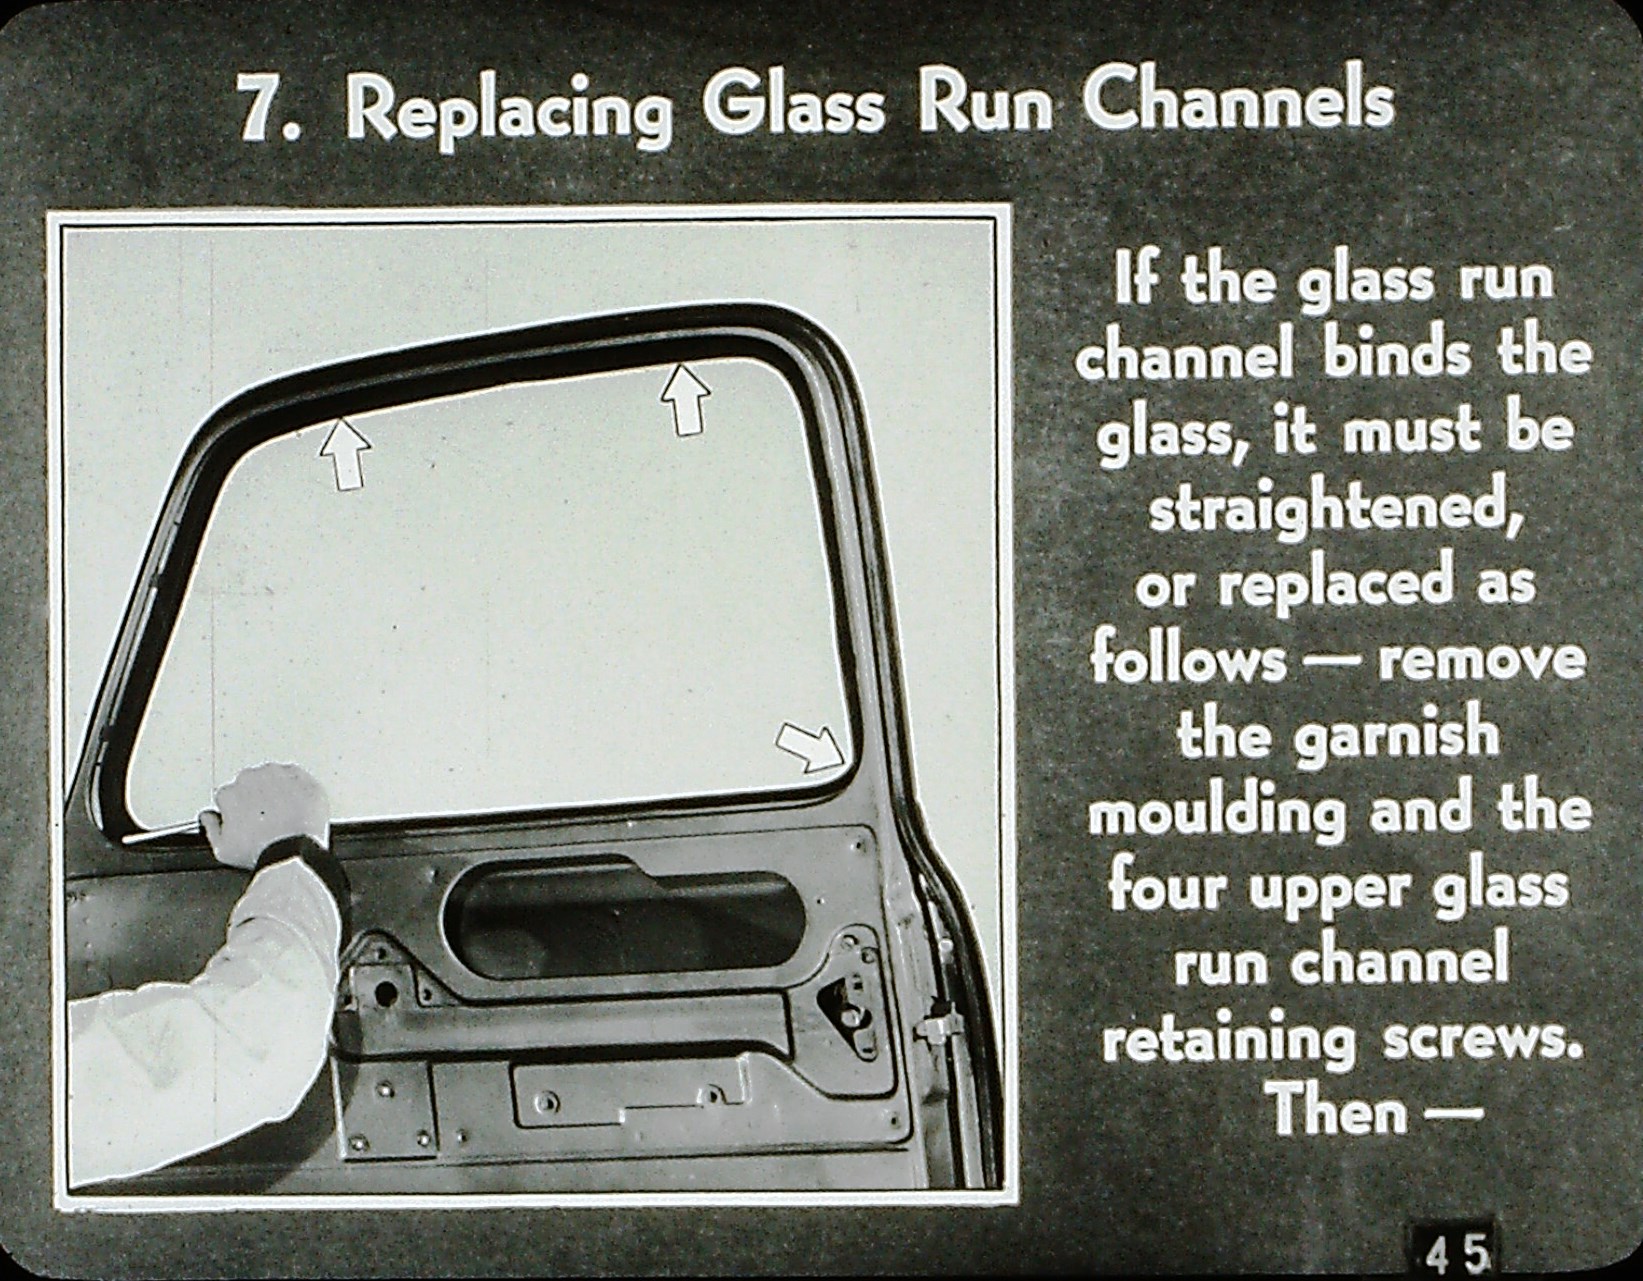 7. Replacing Glass Run Channels
If the glass run
channel binds the
glass, it must be
straightened,
or replaced as
follows — remove
the garnish
moulding and the
four upper glass
run channel
retaining screws.
Then —
45